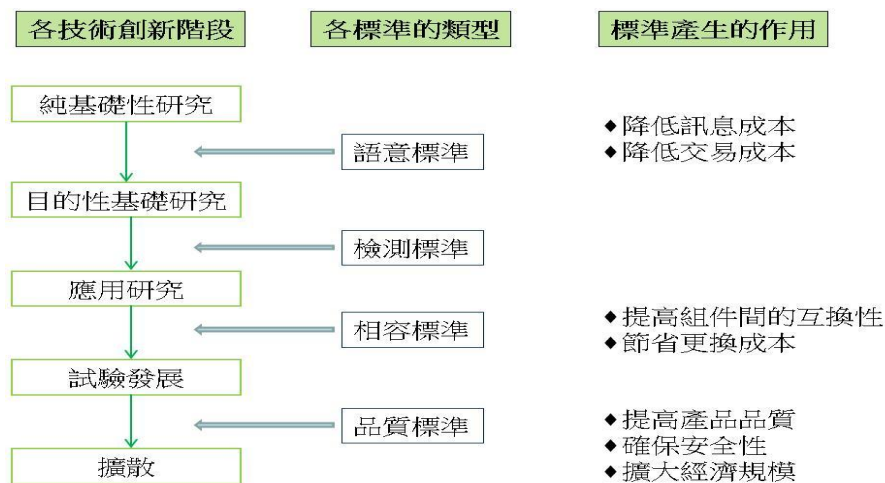 各技術創新階段
各標準的類型
標準產生的作用
純基礎性研究
語意標準
◆降低訊息成本
◆降低交易成本
目的性基礎研究
檢測標準
應用研究
相容標準
◆提高組件間的互換性
◆節省更換成本
試驗發展
品質標準
◆提高產品品質
◆確保安全性
◆擴大經濟規模
擴散